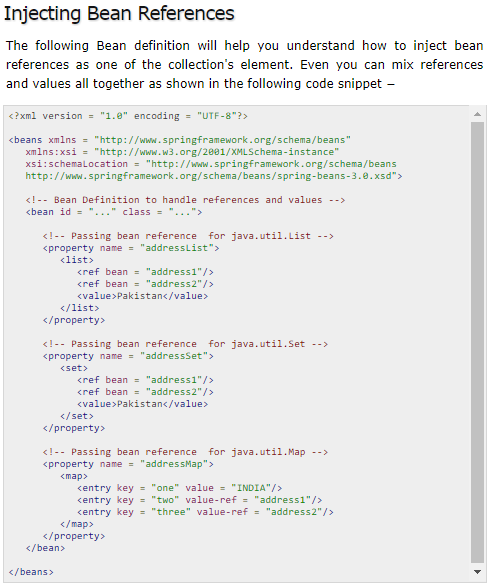 Injecting Bean References
The following Bean definition will help you understand how to inject bean
references as one of the collection's element. Even you can mix references
and values all together as shown in the following code snippet −
<?xml version = "1.0" encoding = "UTF-8"?>
<beans xmlns = "http://www.springframework.org/schema/beans"
xmlns:xsi = "http://www.w3.org/2001/XMLSchema-instance"
xsi:schemaLocation = "http://www.springframework.org/schema/beans
http://www.springframework.org/schema/beans/spring-beans-3.0.xsd">
<!-- Bean Definition to handle references and values -->
<bean id = "..." class = "...">
<!-- Passing bean reference  for java.util.List -->
<property name = "addressList">
<list>
<ref bean = "address1"/>
<ref bean = "address2"/>
<value>Pakistan</value>
</list>
</property>
<!-- Passing bean reference  for java.util.Set -->
<property name = "addressSet">
<set>
<ref bean = "address1"/>
<ref bean = "address2"/>
<value>Pakistan</value>
</set>
</property>
<!-- Passing bean reference  for java.util.Map -->
<property name = "addressMap">
<map>
<entry key = "one" value = "INDIA"/>
<entry key = "two" value-ref = "address1"/>
<entry key = "three" value-ref = "address2"/>
</map>
</property>
</bean>
</beans>